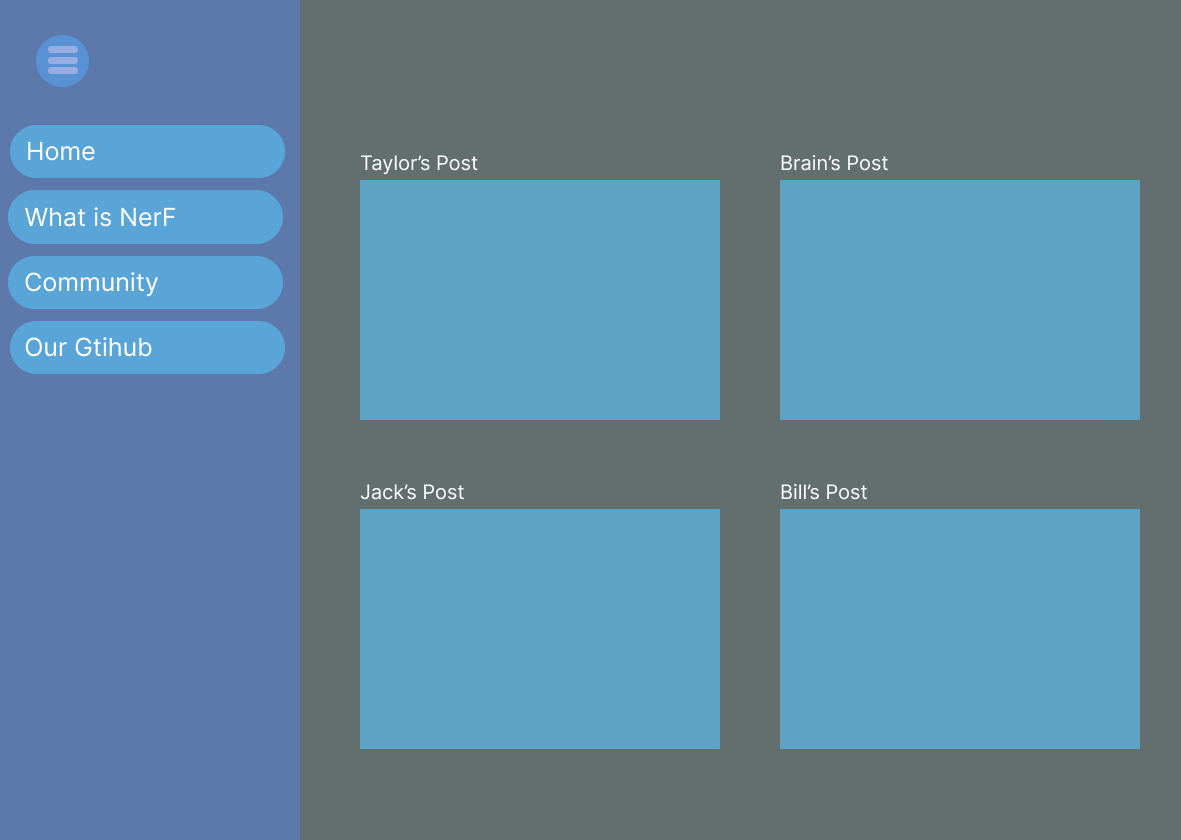 Home
What is NerF
Community
Our Gtihub
Taylor’s Post
Brain’s Post
Jack’s Post
Bill’s Post